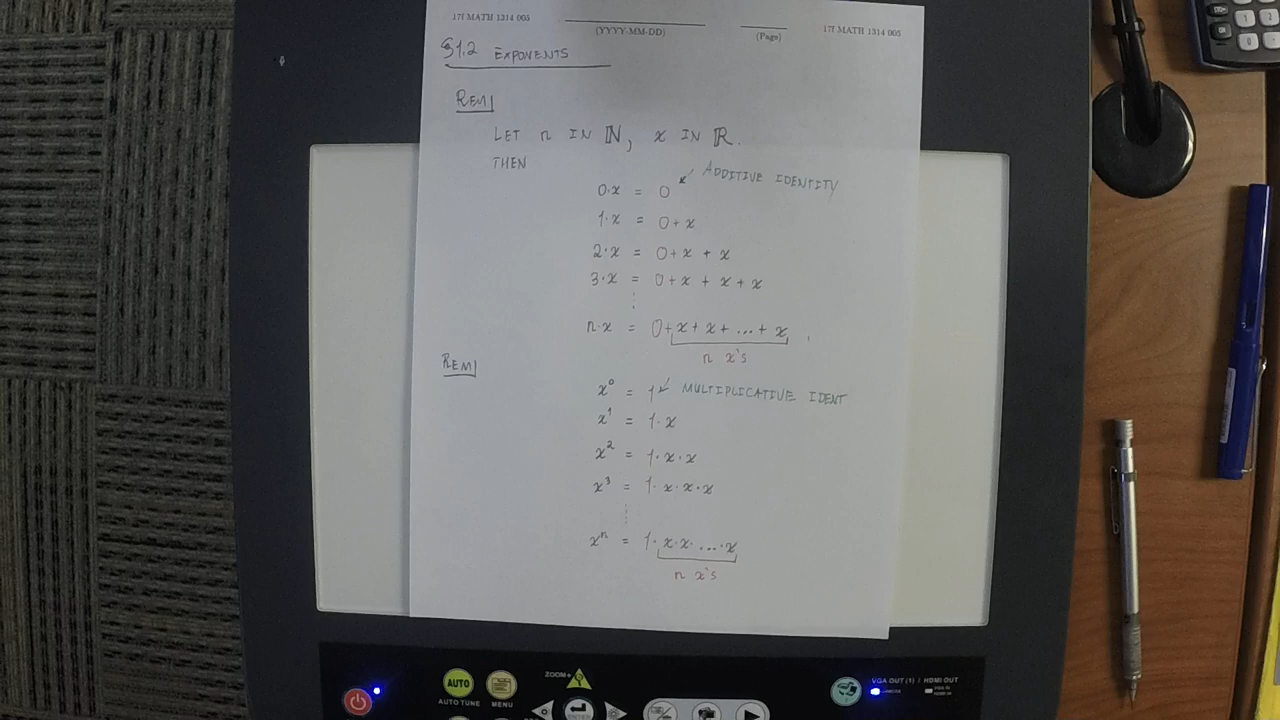 17f MATH 1314 005 (YYYY-MM-DD) (Page) 17f MATH 1314 005
§1.2 EXPONENTS
REM
LET n IN ℕ, x IN ℝ.
THEN
0·x = 0 ↙ ADDITIVE IDENTITY
1·x = 0+x
2·x = 0+x + x
3·x = 0+x + x + x
⋮
n·x = 0+x+x+...+x
n x's
REM
x⁰ = 1 ↙ MULTIPLICATIVE IDENT
x¹ = 1·x
x² = 1·x·x
x³ = 1·x·x·x
⋮
xⁿ = 1·x·x· ...·x
n x's
ZOOM+
VGA OUT (1) / HDMI OUT
AUTO
AUTO TUNE MENU